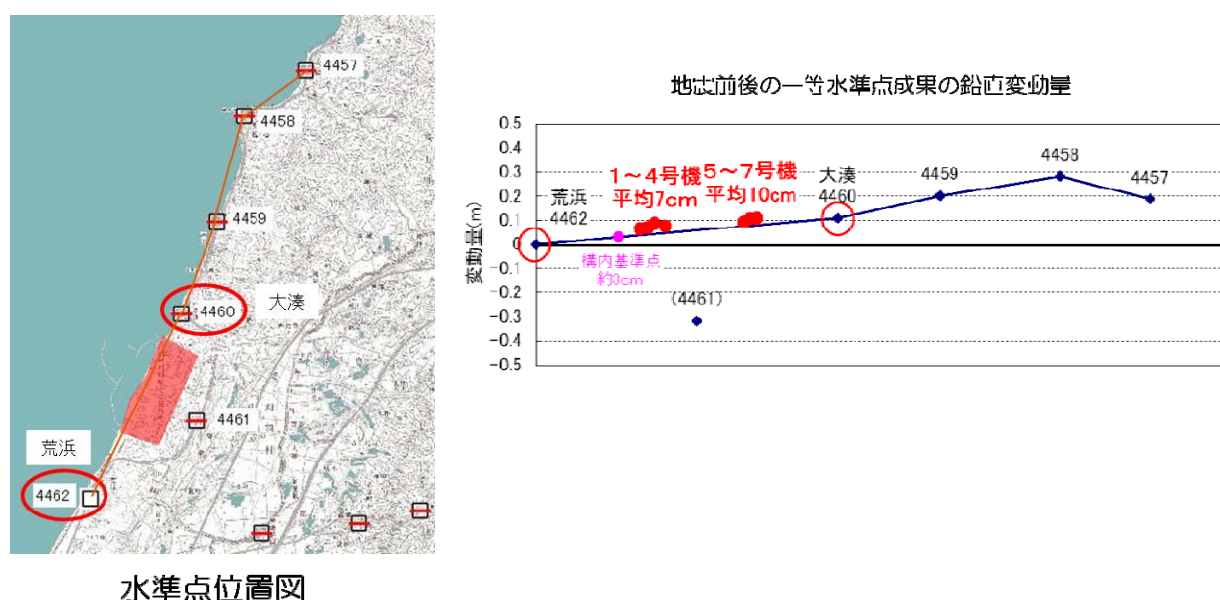 4457
4458
4459
4460
大湊
4461
荒浜
4462
水準点位置図
地震前後の一等水準点成果の鉛直変動量
変動量(m)
0.5
0.4
0.3
0.2
0.1
0
-0.1
-0.2
-0.3
-0.4
-0.5
荒浜
4462
1～4号機
平均7cm
5～7号機
平均10cm
大湊
4460
4459
4458
4457
構内基準点
約3cm
(4461)